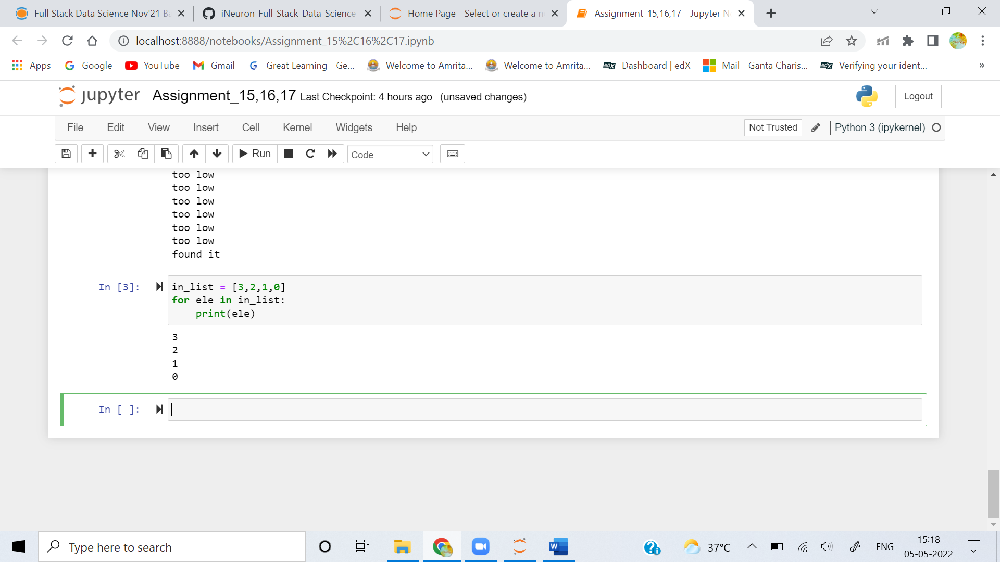 Full Stack Data Science Nov'21 Ba
iNeuron-Full-Stack-Data-Science
Home Page - Select or create a n
Assignment_15,16,17 - Jupyter N
localhost:8888/notebooks/Assignment_15%2C16%2C17.ipynb
Apps
Google
YouTube
Gmail
Great Learning - Ge...
Welcome to Amrita...
Welcome to Amrita...
edX Dashboard | edX
Mail - Ganta Charis...
edX Verifying your ident...
»
jupyter Assignment_15,16,17 Last Checkpoint: 4 hours ago (unsaved changes)
Logout
File Edit View Insert Cell Kernel Widgets Help
Not Trusted
Python 3 (ipykernel)
Run
Code
too low
too low
too low
too low
too low
too low
found it
In [3]:
in_list = [3,2,1,0]
for ele in in_list:
    print(ele)
3
2
1
0
In [ ]:
Type here to search
W
37°C
ENG
15:18
05-05-2022